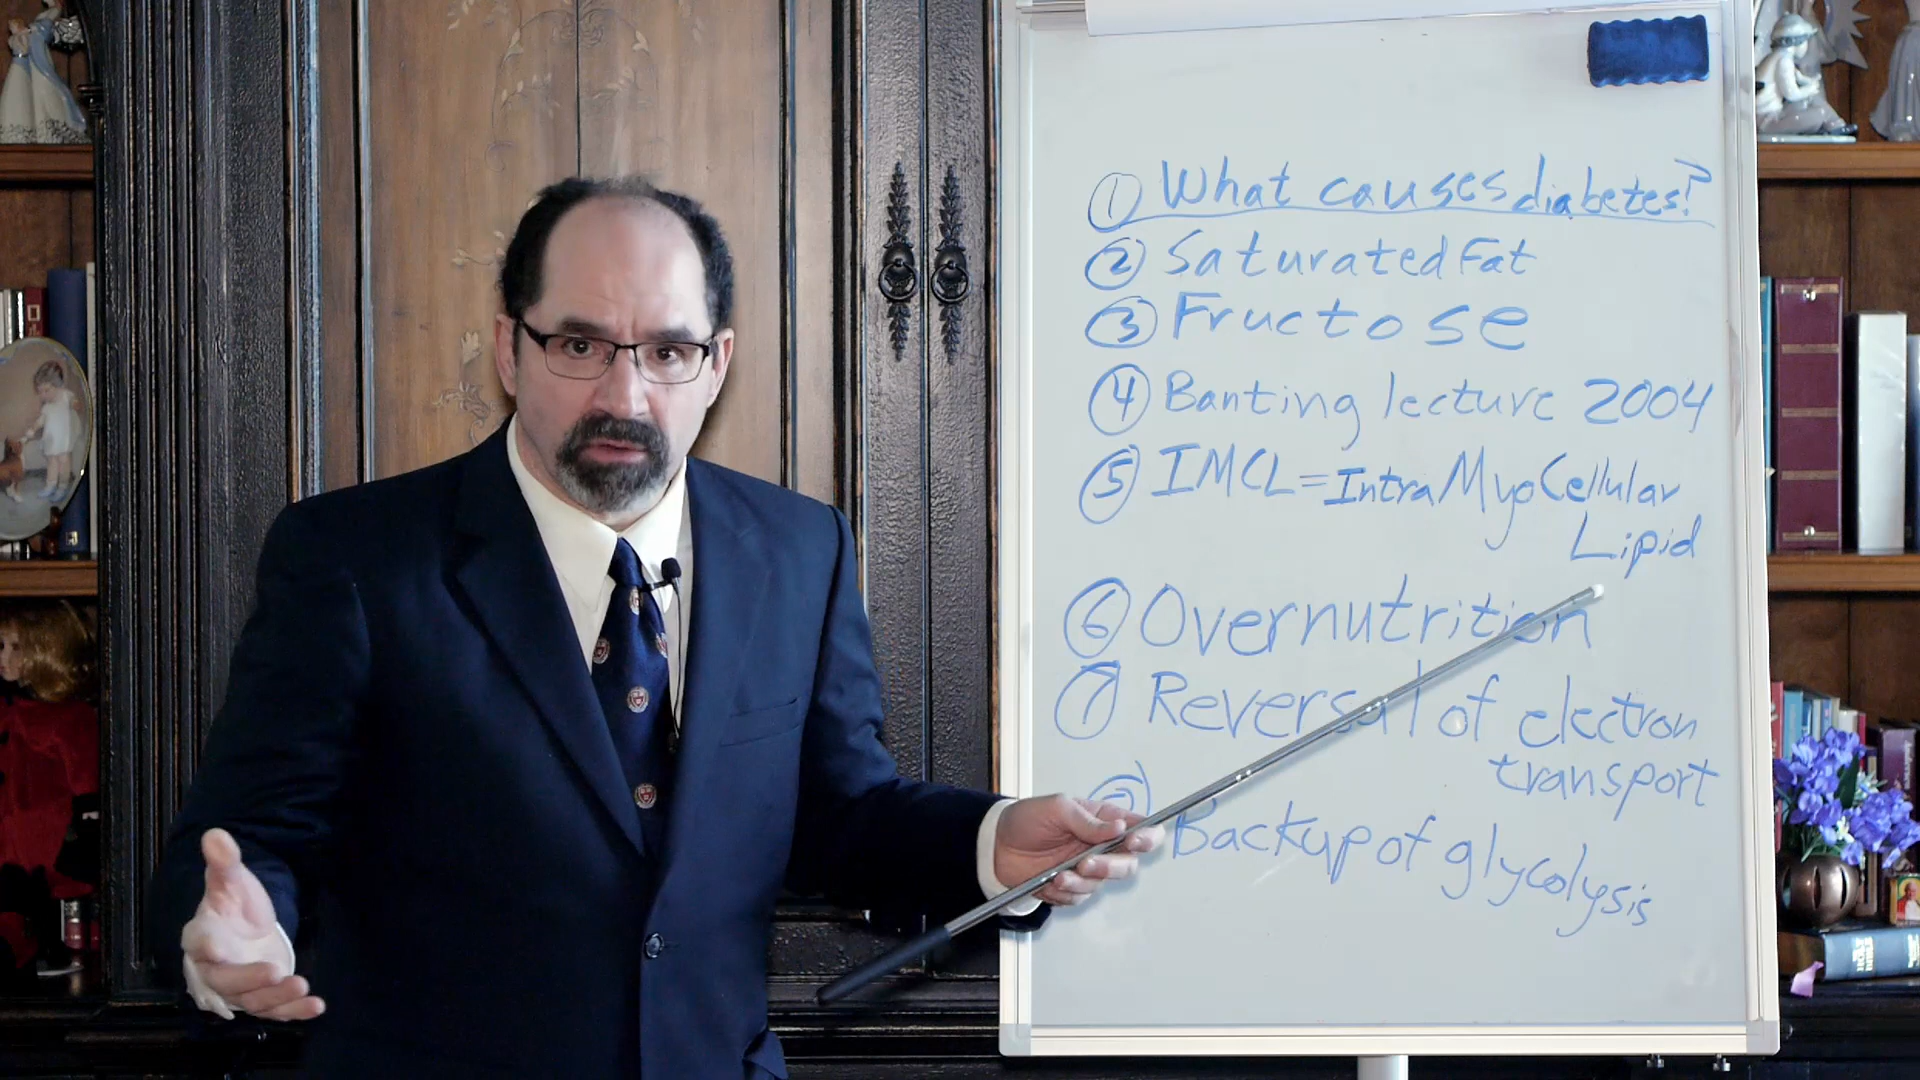 ① What causes diabetes?
② Saturated Fat
③ Fructose
④ Banting lecture 2004
⑤ IMCL = IntraMyoCellular
Lipid
⑥ Overnutrition
⑦ Reversal of electron
transport
Backup of glycolysis